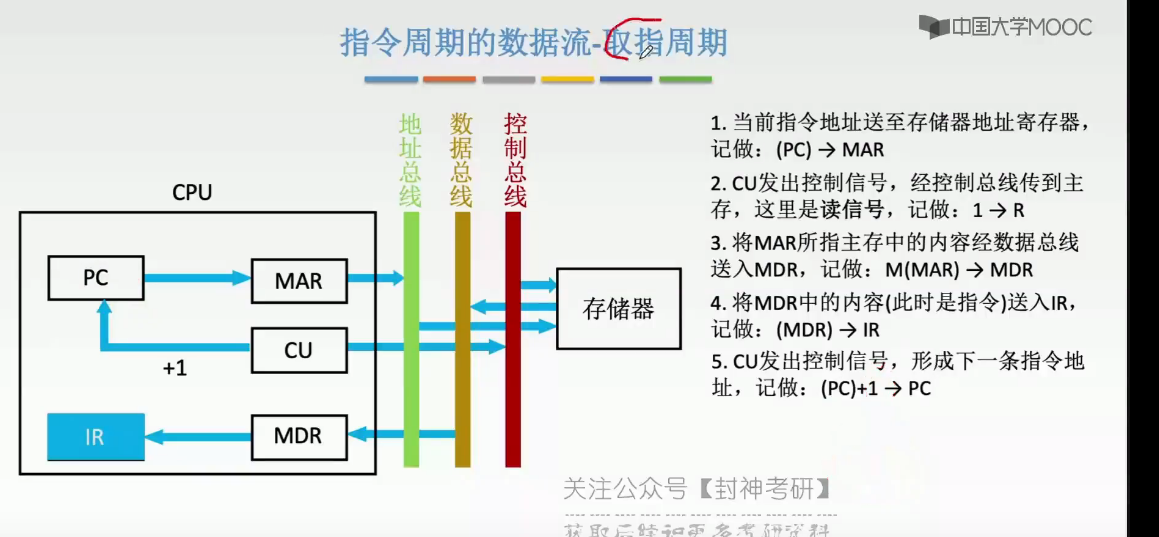 中国大学MOOC
指令周期的数据流-取指周期
地址总线
数据总线
控制总线
CPU
PC
MAR
CU
+1
IR
MDR
存储器
1. 当前指令地址送至存储器地址寄存器，
记做：(PC) → MAR
2. CU发出控制信号，经控制总线传到主
存，这里是读信号，记做：1 → R
3. 将MAR所指主存中的内容经数据总线
送入MDR，记做：M(MAR) → MDR
4. 将MDR中的内容(此时是指令)送入IR，
记做：(MDR) → IR
5. CU发出控制信号，形成下一条指令地
址，记做：(PC)+1 → PC
关注公众号【封神考研】